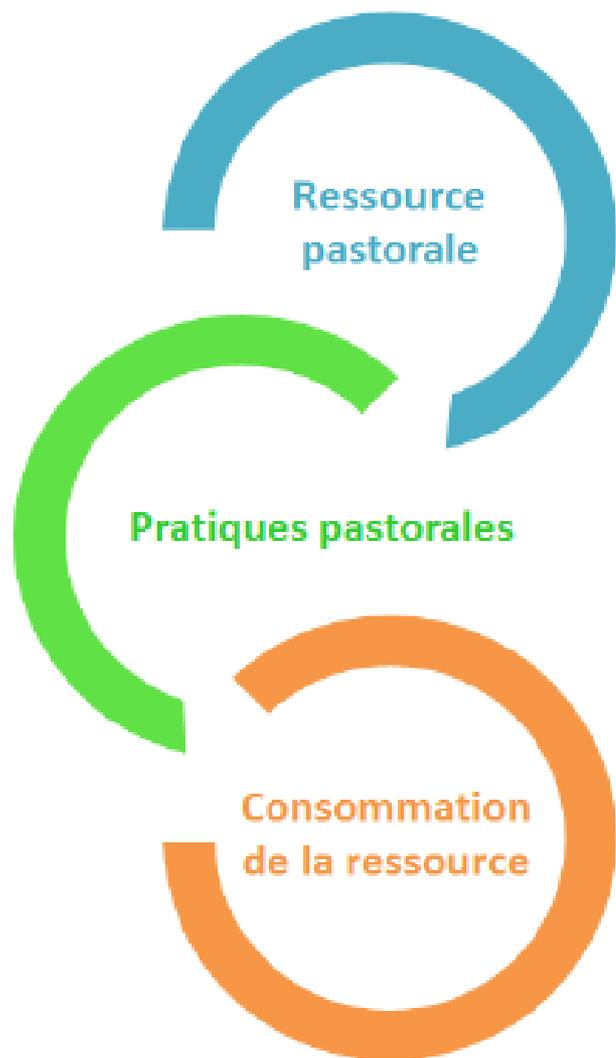 Ressource
pastorale
Pratiques pastorales
Consommation
de la ressource